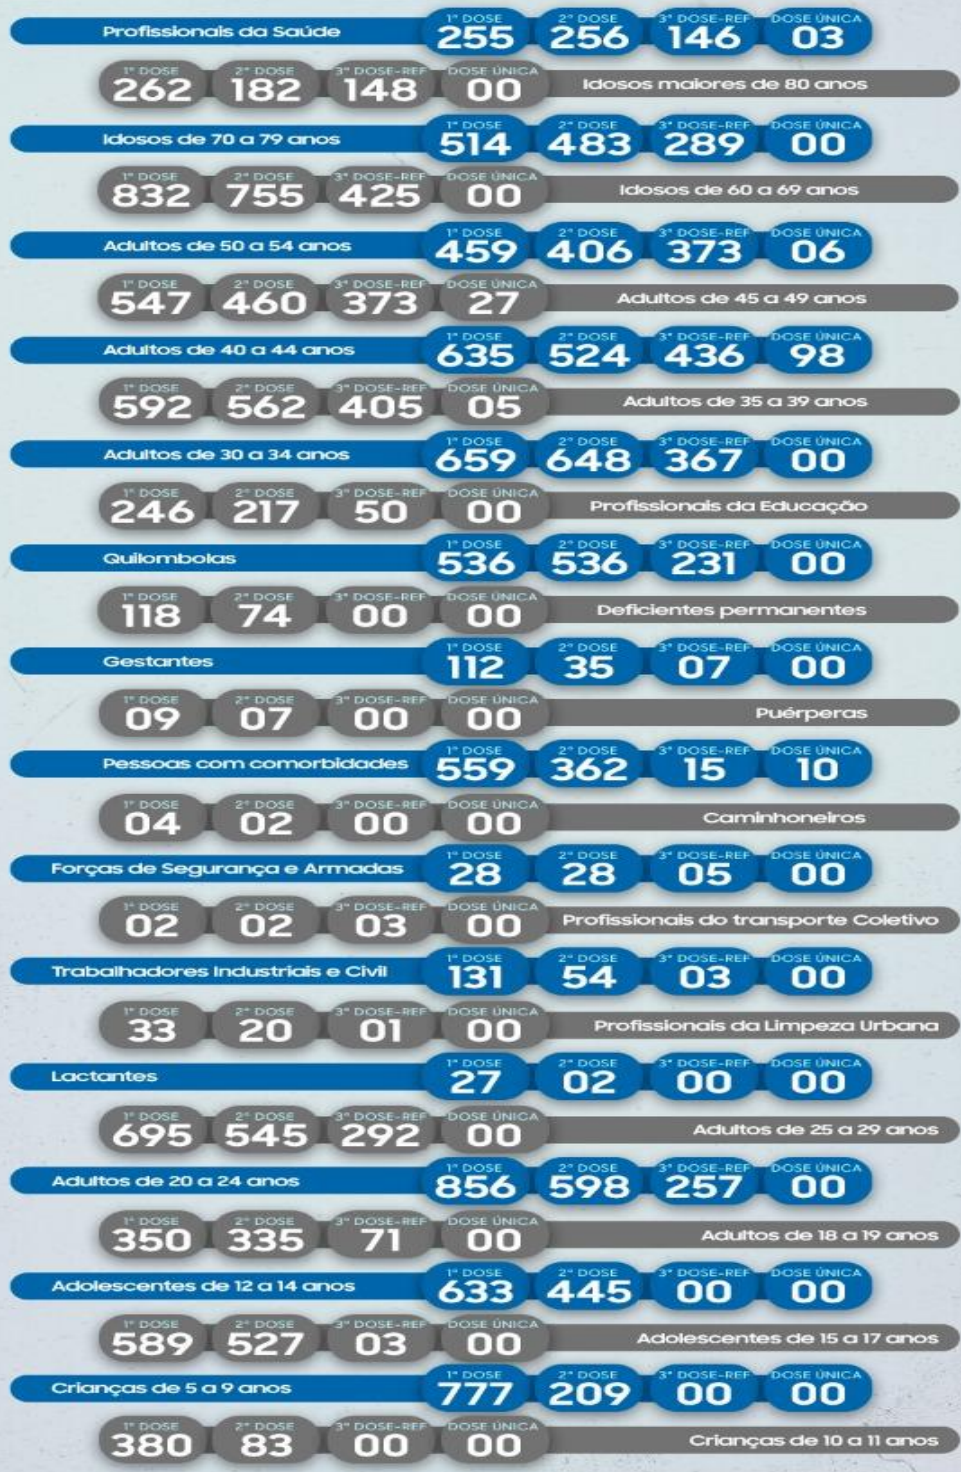 1ª DOSE 2ª DOSE 3ª DOSE-REF DOSE ÚNICA
Profissionais da Saúde 255 256 146 03
1ª DOSE 2ª DOSE 3ª DOSE-REF DOSE ÚNICA
262 182 148 00 Idosos maiores de 80 anos
1ª DOSE 2ª DOSE 3ª DOSE-REF DOSE ÚNICA
Idosos de 70 a 79 anos 514 483 289 00
1ª DOSE 2ª DOSE 3ª DOSE-REF DOSE ÚNICA
832 755 425 00 Idosos de 60 a 69 anos
1ª DOSE 2ª DOSE 3ª DOSE-REF DOSE ÚNICA
Adultos de 50 a 54 anos 459 406 373 06
1ª DOSE 2ª DOSE 3ª DOSE-REF DOSE ÚNICA
547 460 373 27 Adultos de 45 a 49 anos
1ª DOSE 2ª DOSE 3ª DOSE-REF DOSE ÚNICA
Adultos de 40 a 44 anos 635 524 436 98
1ª DOSE 2ª DOSE 3ª DOSE-REF DOSE ÚNICA
592 562 405 05 Adultos de 35 a 39 anos
1ª DOSE 2ª DOSE 3ª DOSE-REF DOSE ÚNICA
Adultos de 30 a 34 anos 659 648 367 00
1ª DOSE 2ª DOSE 3ª DOSE-REF DOSE ÚNICA
246 217 50 00 Profissionais da Educação
1ª DOSE 2ª DOSE 3ª DOSE-REF DOSE ÚNICA
Quilombolas 536 536 231 00
1ª DOSE 2ª DOSE 3ª DOSE-REF DOSE ÚNICA
118 74 00 00 Deficientes permanentes
1ª DOSE 2ª DOSE 3ª DOSE-REF DOSE ÚNICA
Gestantes 112 35 07 00
1ª DOSE 2ª DOSE 3ª DOSE-REF DOSE ÚNICA
09 07 00 00 Puérperas
1ª DOSE 2ª DOSE 3ª DOSE-REF DOSE ÚNICA
Pessoas com comorbidades 559 362 15 10
1ª DOSE 2ª DOSE 3ª DOSE-REF DOSE ÚNICA
04 02 00 00 Caminhoneiros
1ª DOSE 2ª DOSE 3ª DOSE-REF DOSE ÚNICA
Forças de Segurança e Armadas 28 28 05 00
1ª DOSE 2ª DOSE 3ª DOSE-REF DOSE ÚNICA
02 02 03 00 Profissionais do transporte Coletivo
1ª DOSE 2ª DOSE 3ª DOSE-REF DOSE ÚNICA
Trabalhadores Industriais e Civil 131 54 03 00
1ª DOSE 2ª DOSE 3ª DOSE-REF DOSE ÚNICA
33 20 01 00 Profissionais da Limpeza Urbana
1ª DOSE 2ª DOSE 3ª DOSE-REF DOSE ÚNICA
Lactantes 27 02 00 00
1ª DOSE 2ª DOSE 3ª DOSE-REF DOSE ÚNICA
695 545 292 00 Adultos de 25 a 29 anos
1ª DOSE 2ª DOSE 3ª DOSE-REF DOSE ÚNICA
Adultos de 20 a 24 anos 856 598 257 00
1ª DOSE 2ª DOSE 3ª DOSE-REF DOSE ÚNICA
350 335 71 00 Adultos de 18 a 19 anos
1ª DOSE 2ª DOSE 3ª DOSE-REF DOSE ÚNICA
Adolescentes de 12 a 14 anos 633 445 00 00
1ª DOSE 2ª DOSE 3ª DOSE-REF DOSE ÚNICA
589 527 03 00 Adolescentes de 15 a 17 anos
1ª DOSE 2ª DOSE 3ª DOSE-REF DOSE ÚNICA
Crianças de 5 a 9 anos 777 209 00 00
1ª DOSE 2ª DOSE 3ª DOSE-REF DOSE ÚNICA
380 83 00 00 Crianças de 10 a 11 anos